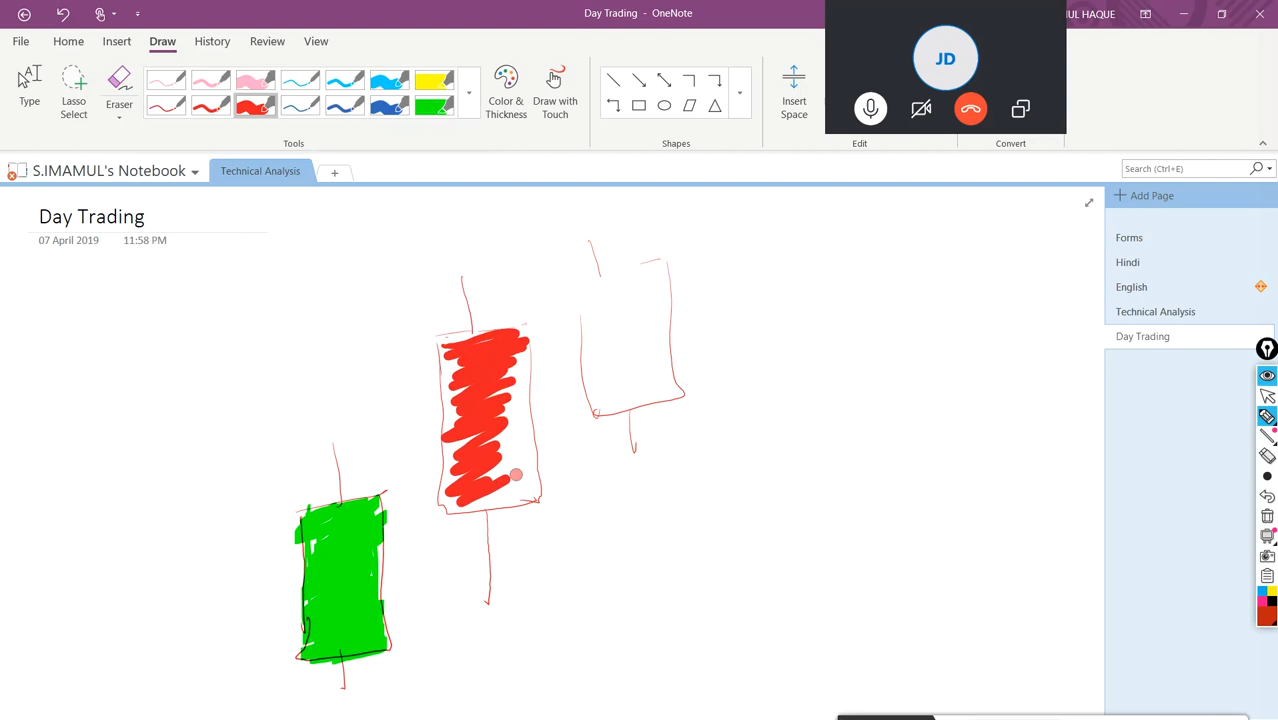 Day Trading - OneNote
UL HAQUE
File Home Insert Draw History Review View
JD
Type
Lasso Select
Eraser
Color & Thickness
Draw with Touch
Insert Space
Tools
Shapes
Edit
Convert
S.IMAMUL's Notebook
Technical Analysis
Search (Ctrl+E)
Day Trading
07 April 2019 11:58 PM
Add Page
Forms
Hindi
English
Technical Analysis
Day Trading